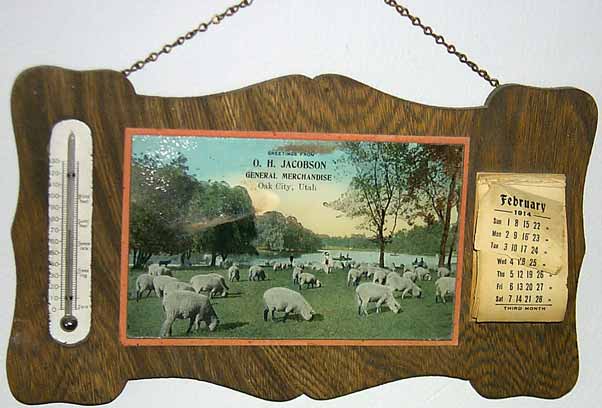 GREETINGS FROM
O. H. JACOBSON
GENERAL MERCHANDISE
Oak City, Utah
February
1914
Sun 1 8 15 22 "
Mon 2 9 16 23 "
Tue 3 10 17 24 "
Wed 4 18 25 "
Thu 5 12 19 26 "
Fri 6 13 20 27 "
Sat 7 14 21 28 "
THIRD MONTH